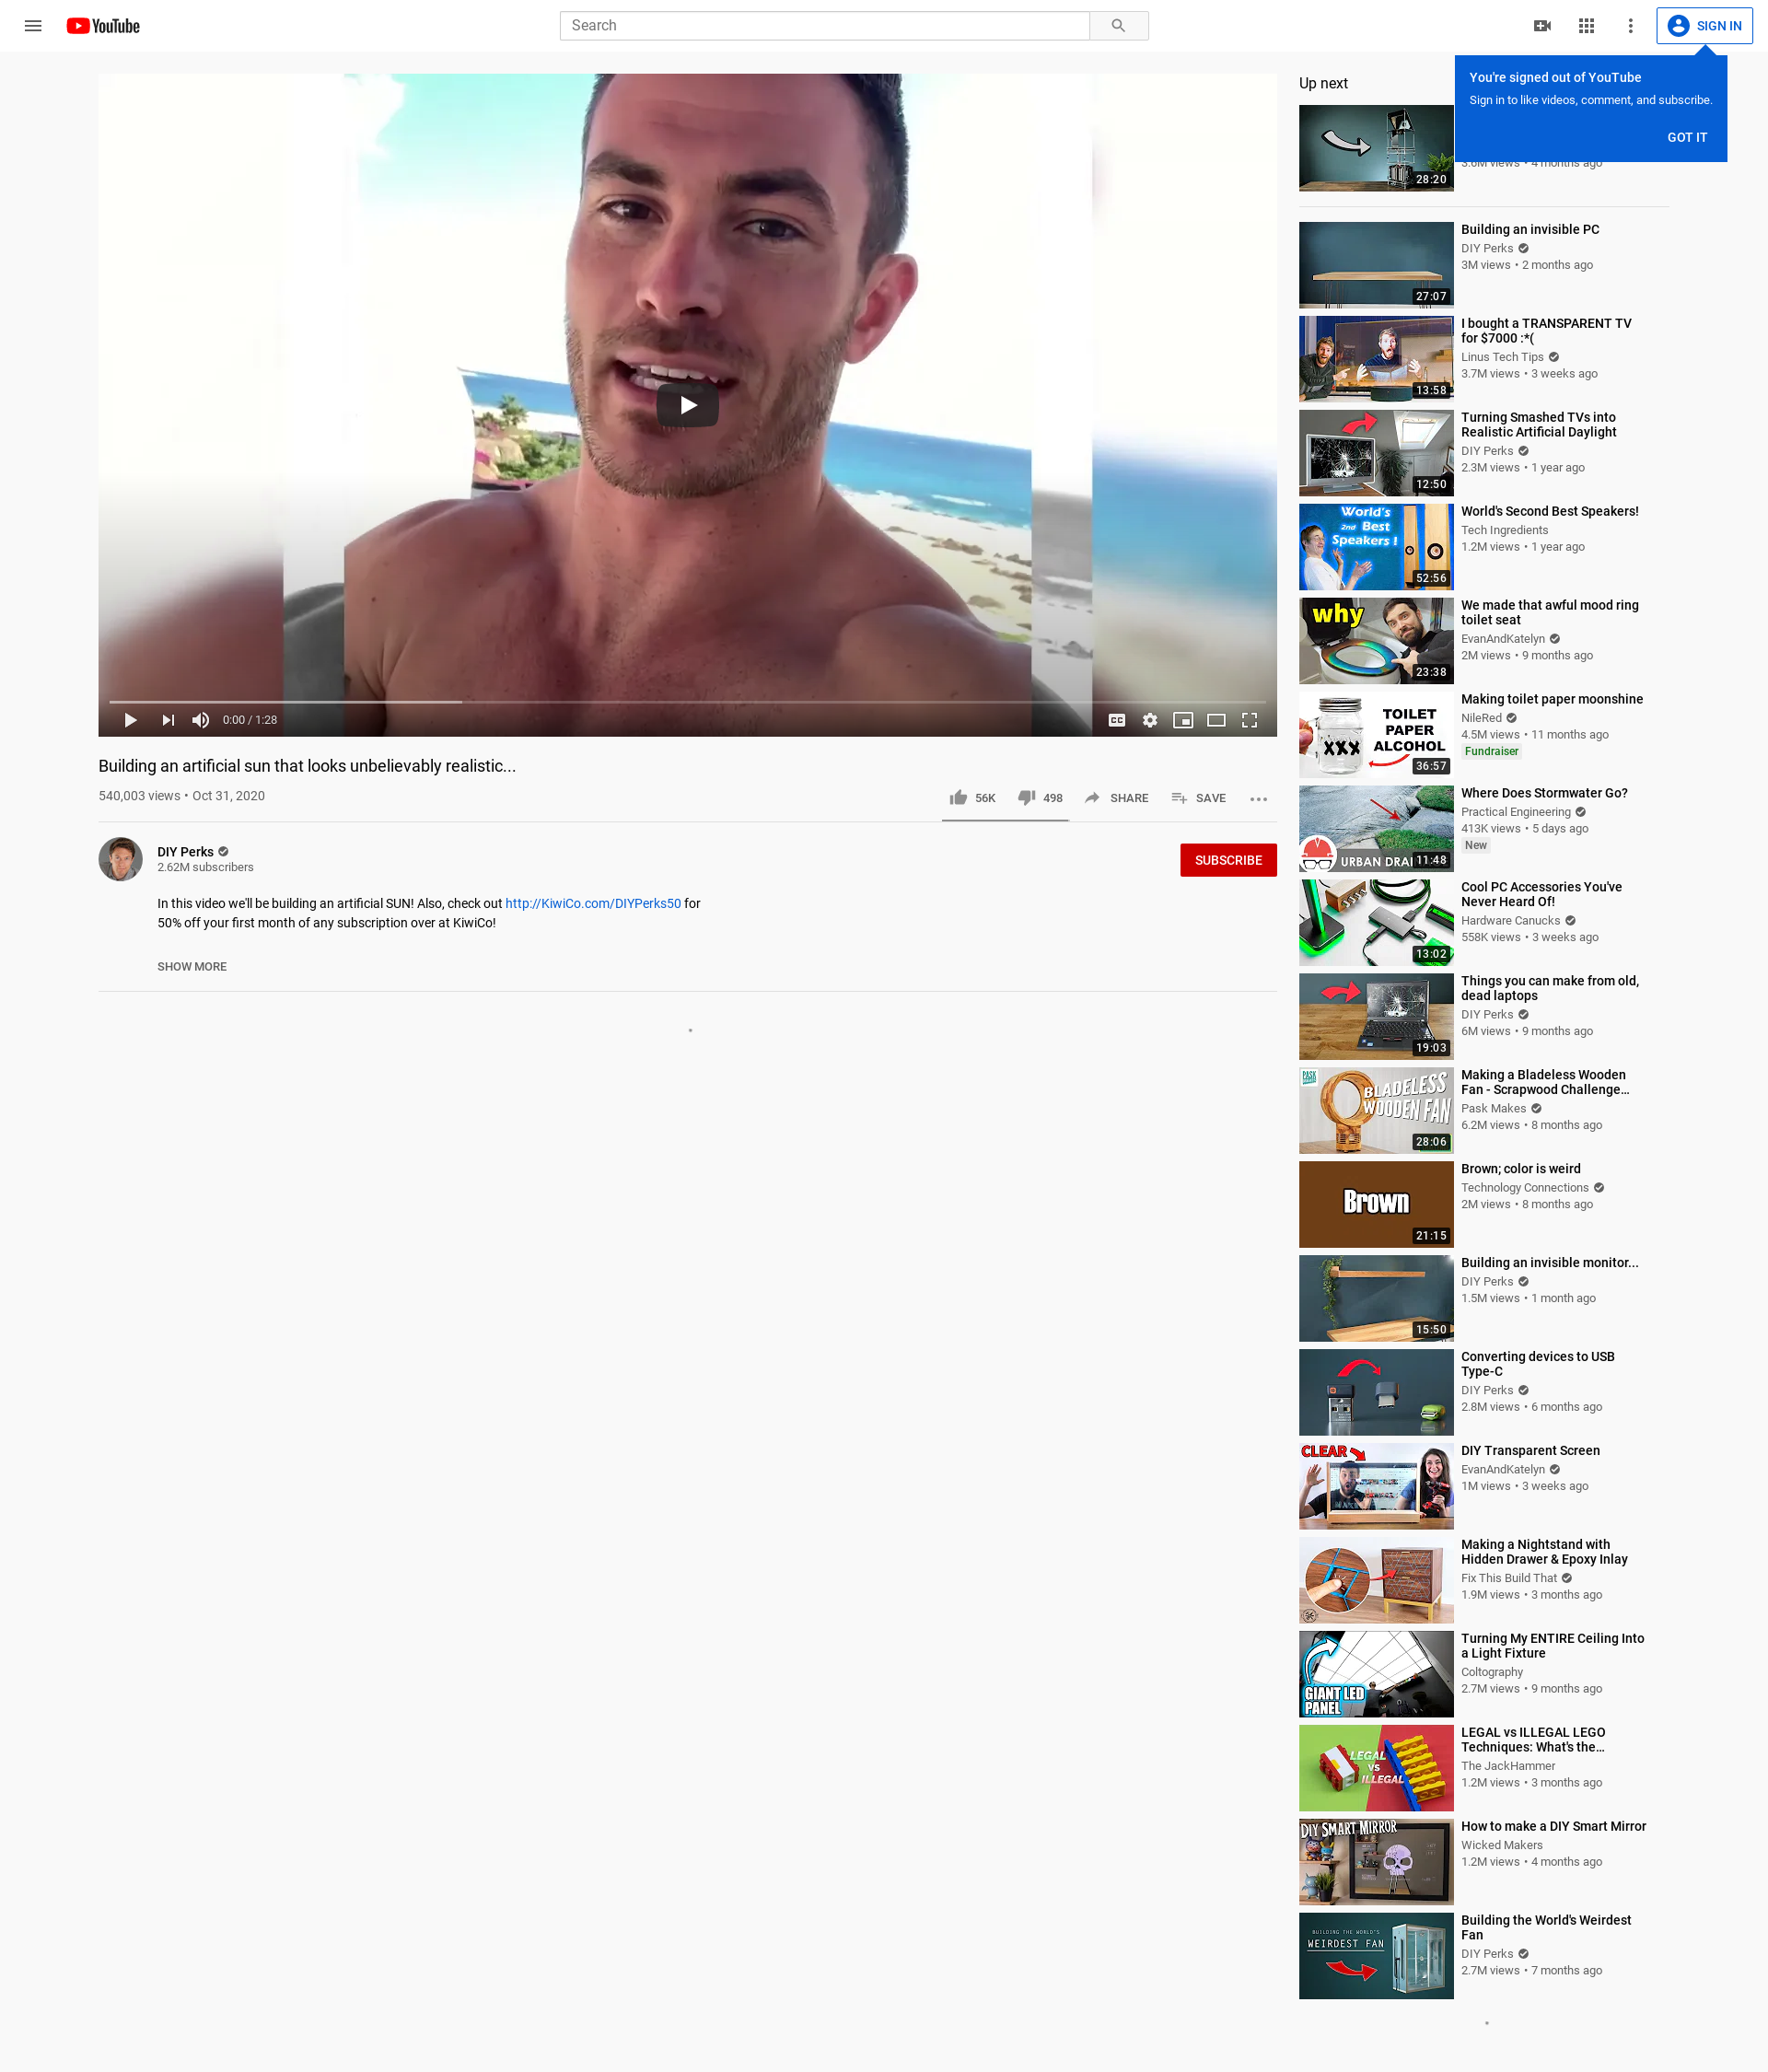 YouTube
Search
SIGN IN
You're signed out of YouTube
Sign in to like videos, comment, and subscribe.
GOT IT
0:00 / 1:28
CC
Building an artificial sun that looks unbelievably realistic...
540,003 views • Oct 31, 2020
56K
498
SHARE
SAVE
DIY Perks
2.62M subscribers
SUBSCRIBE
In this video we'll be building an artificial SUN! Also, check out http://KiwiCo.com/DIYPerks50 for
50% off your first month of any subscription over at KiwiCo!
SHOW MORE
Up next
28:20
3.6M views • 4 months ago
27:07
Building an invisible PC
DIY Perks
3M views • 2 months ago
13:58
I bought a TRANSPARENT TV
for $7000 :*(
Linus Tech Tips
3.7M views • 3 weeks ago
12:50
Turning Smashed TVs into
Realistic Artificial Daylight
DIY Perks
2.3M views • 1 year ago
World's
2nd Best
Speakers!
52:56
World's Second Best Speakers!
Tech Ingredients
1.2M views • 1 year ago
why
23:38
We made that awful mood ring
toilet seat
EvanAndKatelyn
2M views • 9 months ago
XXX
TOILET
PAPER
ALCOHOL
36:57
Making toilet paper moonshine
NileRed
4.5M views • 11 months ago
Fundraiser
URBAN DRAI
11:48
Where Does Stormwater Go?
Practical Engineering
413K views • 5 days ago
New
13:02
Cool PC Accessories You've
Never Heard Of!
Hardware Canucks
558K views • 3 weeks ago
19:03
Things you can make from old,
dead laptops
DIY Perks
6M views • 9 months ago
PASK
BLADELESS
WOODEN FAN
28:06
Making a Bladeless Wooden
Fan - Scrapwood Challenge...
Pask Makes
6.2M views • 8 months ago
Brown
21:15
Brown; color is weird
Technology Connections
2M views • 8 months ago
15:50
Building an invisible monitor...
DIY Perks
1.5M views • 1 month ago
Converting devices to USB
Type-C
DIY Perks
2.8M views • 6 months ago
CLEAR
DIY Transparent Screen
EvanAndKatelyn
1M views • 3 weeks ago
Making a Nightstand with
Hidden Drawer & Epoxy Inlay
Fix This Build That
1.9M views • 3 months ago
GIANT LED
PANEL
Turning My ENTIRE Ceiling Into
a Light Fixture
Coltography
2.7M views • 9 months ago
LEGAL
VS
ILLEGAL
LEGAL vs ILLEGAL LEGO
Techniques: What's the...
The JackHammer
1.2M views • 3 months ago
DIY SMART MIRROR
How to make a DIY Smart Mirror
Wicked Makers
1.2M views • 4 months ago
BUILDING THE WORLD'S
WEIRDEST FAN
Building the World's Weirdest
Fan
DIY Perks
2.7M views • 7 months ago